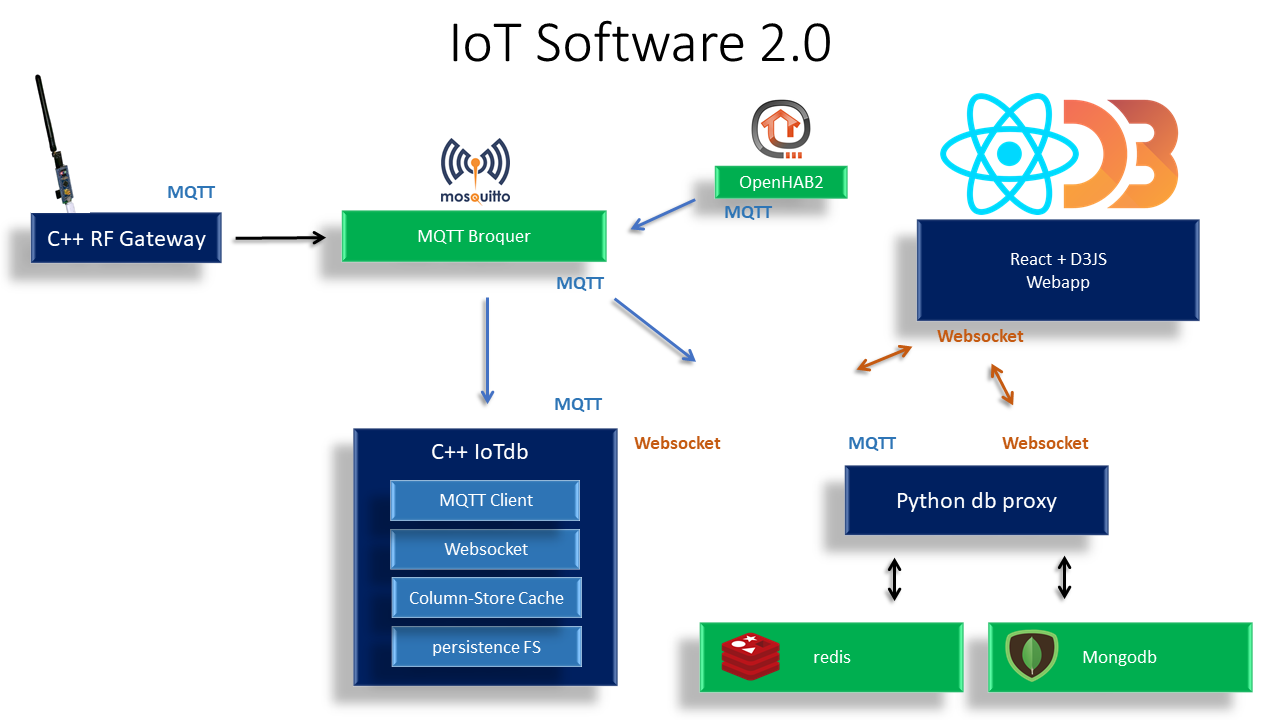 IoT Software 2.0
mosquitto
OpenHAB2
MQTT
MQTT
C++ RF Gateway
MQTT Broquer
MQTT
React + D3JS
Webapp
Websocket
MQTT
Websocket
MQTT
Websocket
C++ IoTdb
MQTT Client
Websocket
Column-Store Cache
persistence FS
Python db proxy
redis
Mongodb